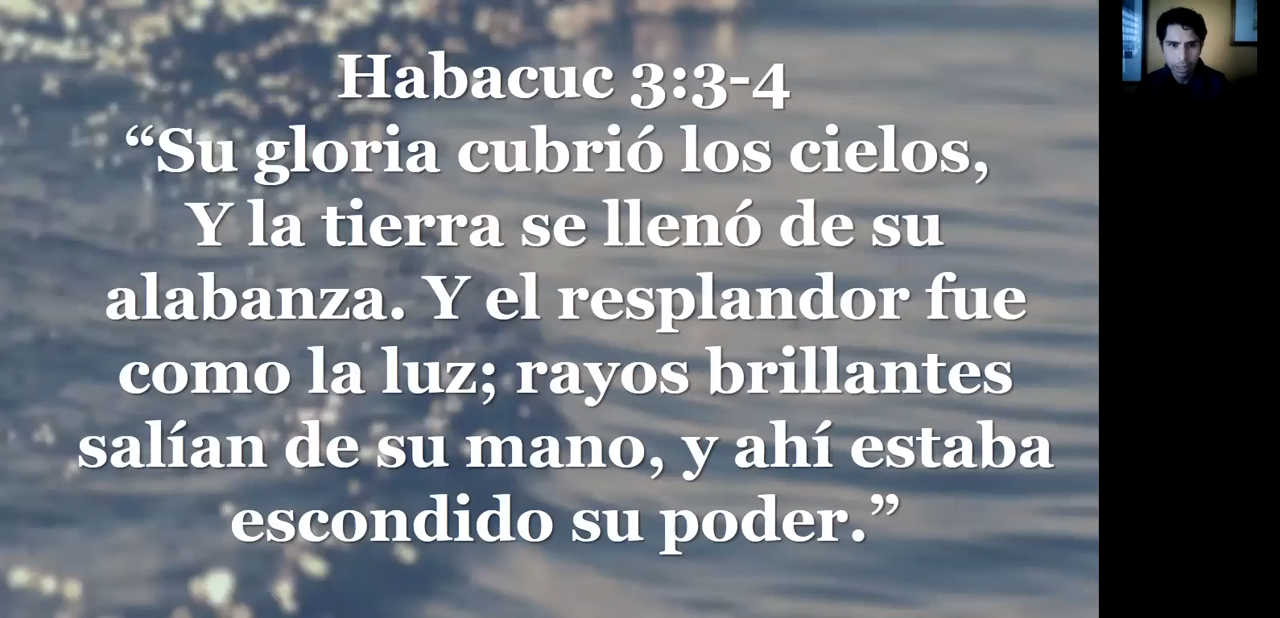 Habacuc 3:3-4
“Su gloria cubrió los cielos,
Y la tierra se llenó de su
alabanza. Y el resplandor fue
como la luz; rayos brillantes
salían de su mano, y ahí estaba
escondido su poder.”